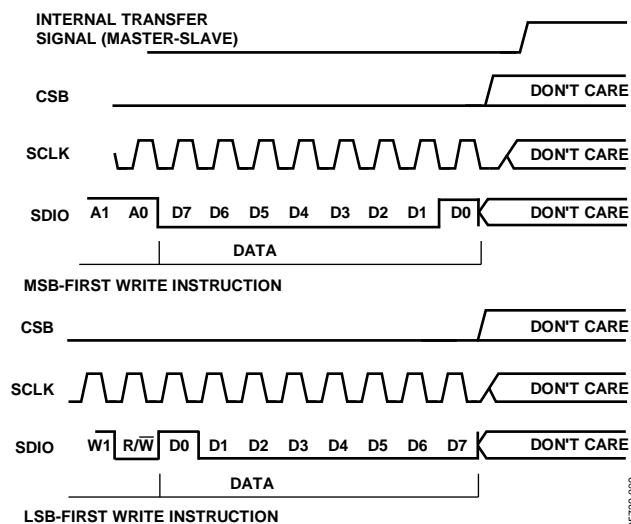 INTERNAL TRANSFER
SIGNAL (MASTER-SLAVE)
CSB DON'T CARE
SCLK DON'T CARE
SDIO A1 A0 D7 D6 D5 D4 D3 D2 D1 D0 DON'T CARE
DATA
MSB-FIRST WRITE INSTRUCTION
CSB DON'T CARE
SCLK DON'T CARE
SDIO W1 R/W̅ D0 D1 D2 D3 D4 D5 D6 D7 DON'T CARE
DATA
LSB-FIRST WRITE INSTRUCTION